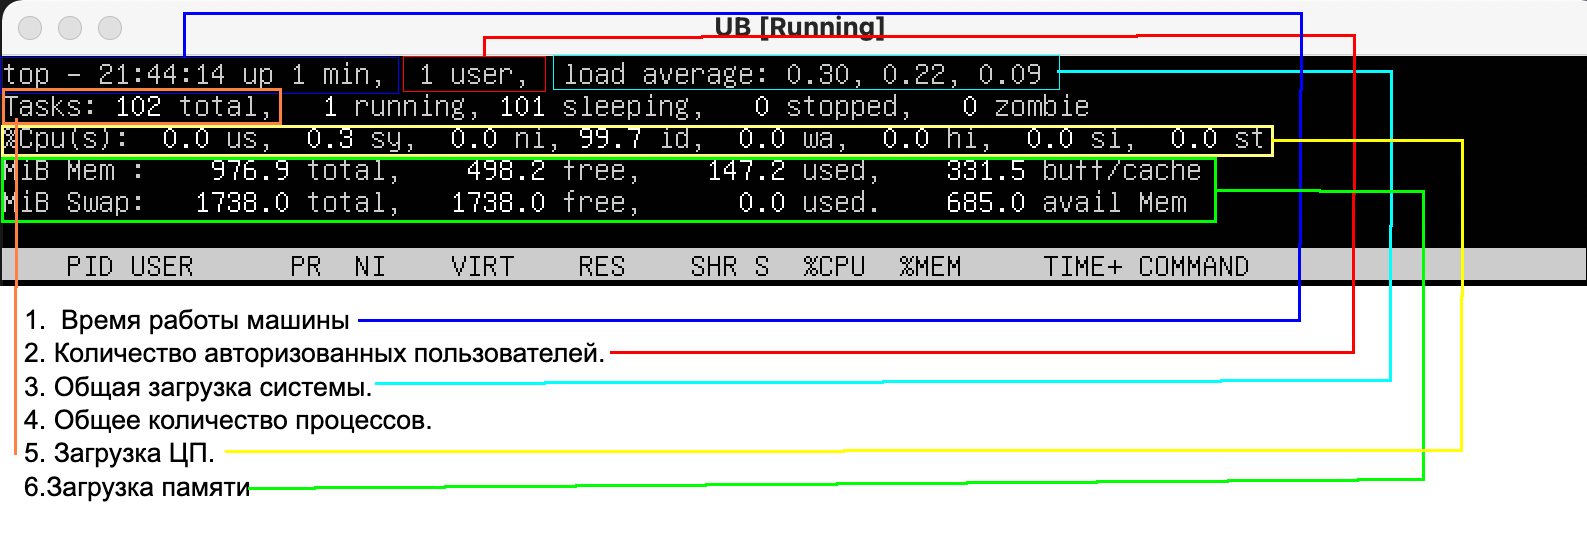 UB [Running]
top - 21:44:14 up 1 min, 1 user, load average: 0.30, 0.22, 0.09
Tasks: 102 total, 1 running, 101 sleeping, 0 stopped, 0 zombie
%Cpu(s): 0.0 us, 0.3 sy, 0.0 ni, 99.7 id, 0.0 wa, 0.0 hi, 0.0 si, 0.0 st
MiB Mem : 976.9 total, 498.2 free, 147.2 used, 331.5 buff/cache
MiB Swap: 1738.0 total, 1738.0 free, 0.0 used. 685.0 avail Mem
PID USER PR NI VIRT RES SHR S %CPU %MEM TIME+ COMMAND
1. Время работы машины
2. Количество авторизованных пользователей.
3. Общая загрузка системы.
4. Общее количество процессов.
5. Загрузка ЦП.
6.Загрузка памяти